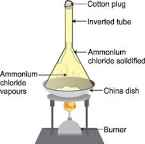 Cotton plug
Inverted tube
Ammonium
chloride solidified
Ammonium
chloride
vapours
China dish
Burner